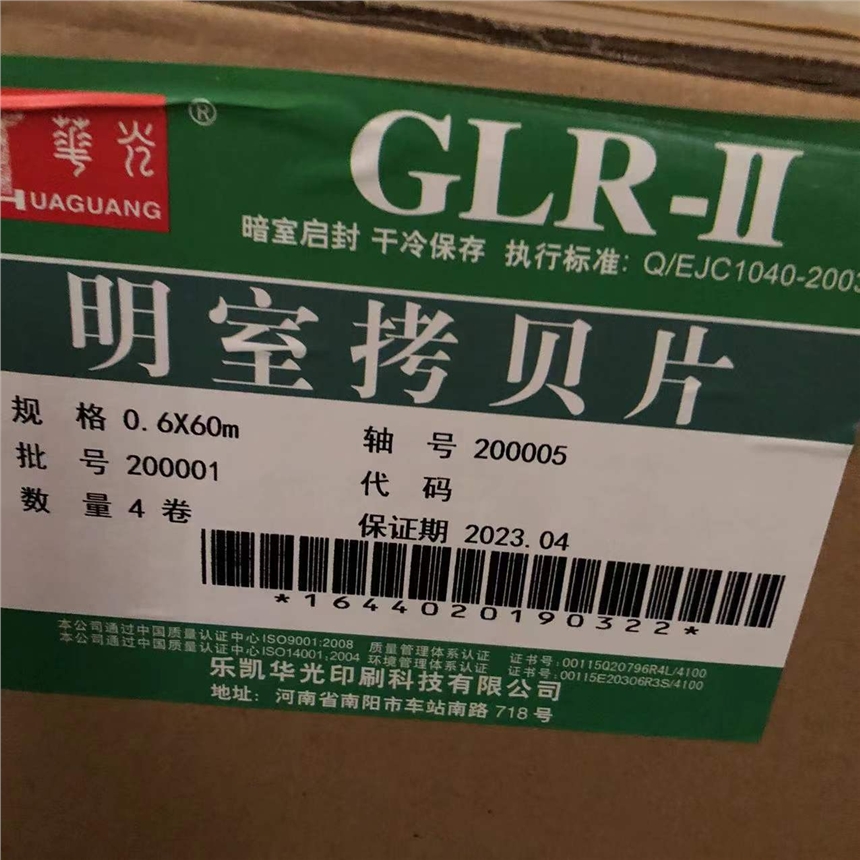 華光
HUAGUANG
®
GLR-II
暗室启封 干冷保存 执行标准：Q/EJC1040-2003
明室拷贝片
规 格 0.6X60m
轴 号 200005
批 号 200001
代 码
数 量 4 卷
保证期 2023.04
*1644020190322*
本公司通过中国质量认证中心ISO9001:2008 质量管理体系认证 证书号:00115Q20796R4L/4100
本公司通过中国质量认证中心ISO14001:2004 环境管理体系认证 证书号:00115E20306R3S/4100
乐凯华光印刷科技有限公司
地址：河南省南阳市车站南路 718 号